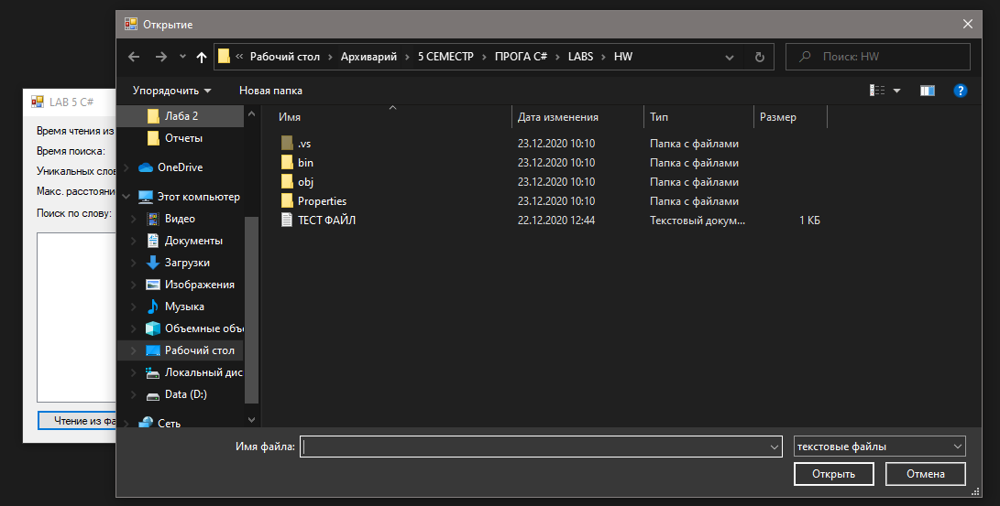 Открытие
« Рабочий стол > Архиварий > 5 СЕМЕСТР > ПРОГА C# > LABS > HW
Поиск: HW
Упорядочить
Новая папка
Имя
Дата изменения
Тип
Размер
.vs 23.12.2020 10:10 Папка с файлами
bin 23.12.2020 10:10 Папка с файлами
obj 23.12.2020 10:10 Папка с файлами
Properties 23.12.2020 10:10 Папка с файлами
ТЕСТ ФАЙЛ 22.12.2020 12:44 Текстовый докум... 1 КБ
Лаба 2
Отчеты
OneDrive
Этот компьютер
Видео
Документы
Загрузки
Изображения
Музыка
Объемные объ
Рабочий стол
Локальный дис
Data (D:)
Сеть
Имя файла:
текстовые файлы
Открыть
Отмена
LAB 5 C#
Время чтения из
Время поиска:
Уникальных слов
Макс. расстояни
Поиск по слову:
Чтение из фа